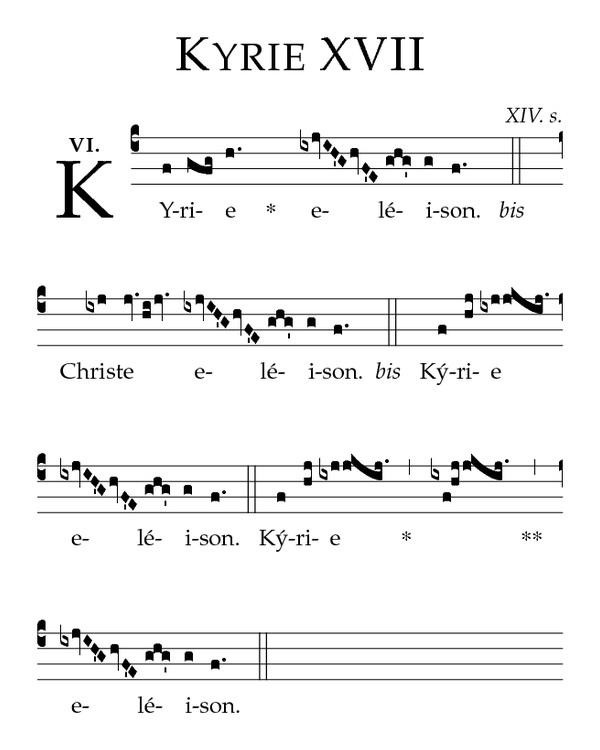 KYRIE XVII
XIV. s.
VI.
KY-ri- e * e- lé- i-son. bis
Christe e- lé- i-son. bis Ký-ri- e
e- lé- i-son. Ký-ri- e * **
e- lé- i-son.